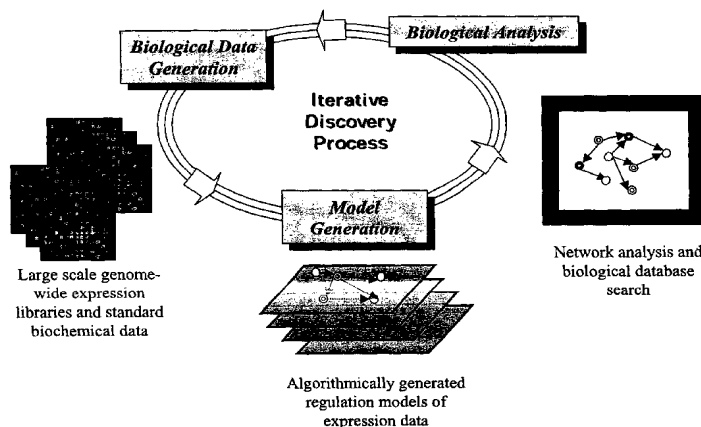 Biological Data
Generation
Biological Analysis
Iterative
Discovery
Process
Model
Generation
Large scale genome-
wide expression
libraries and standard
biochemical data
Algorithmically generated
regulation models of
expression data
Network analysis and
biological database
search